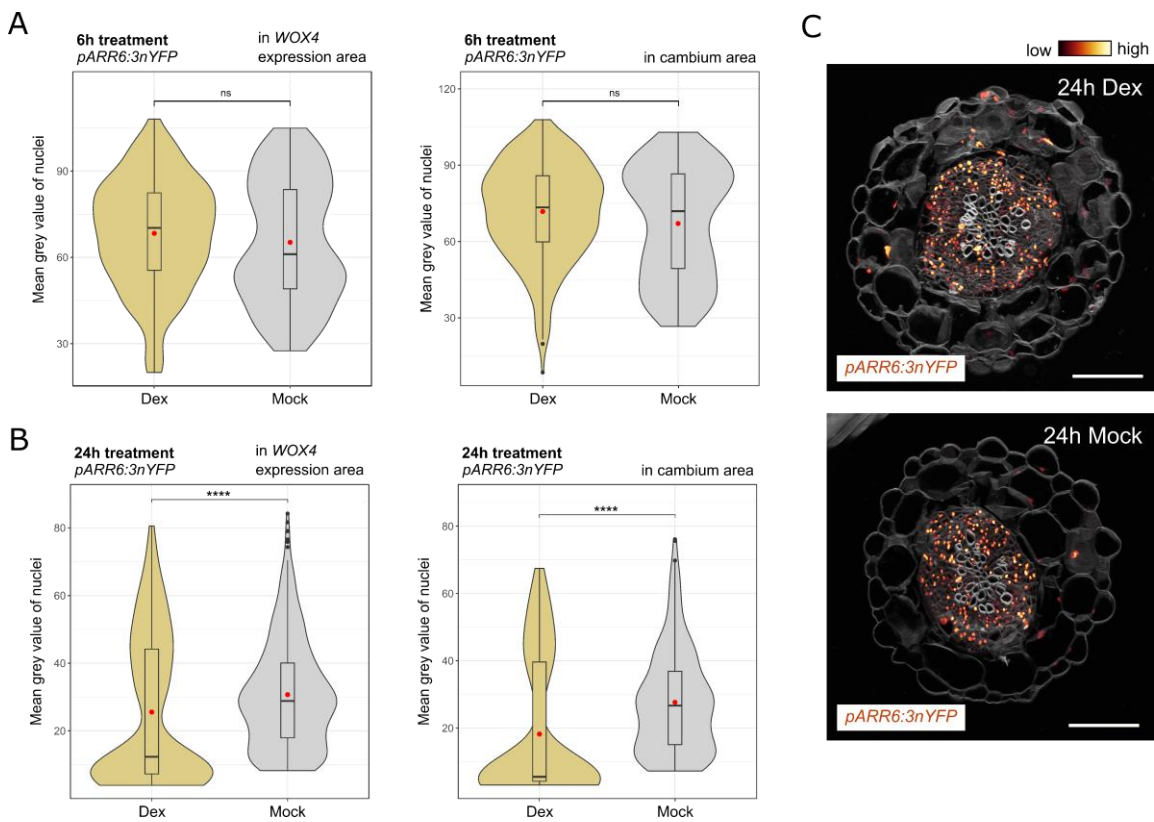 A
6h treatment
pARR6:3nYFP
in WOX4
expression area
ns
Mean grey value of nuclei
90
60
30
Dex
Mock
6h treatment
pARR6:3nYFP
in cambium area
ns
Mean grey value of nuclei
120
90
60
30
Dex
Mock
B
24h treatment
pARR6:3nYFP
in WOX4
expression area
****
Mean grey value of nuclei
80
60
40
20
Dex
Mock
24h treatment
pARR6:3nYFP
in cambium area
****
Mean grey value of nuclei
80
60
40
20
Dex
Mock
C
low high
24h Dex
pARR6:3nYFP
24h Mock
pARR6:3nYFP